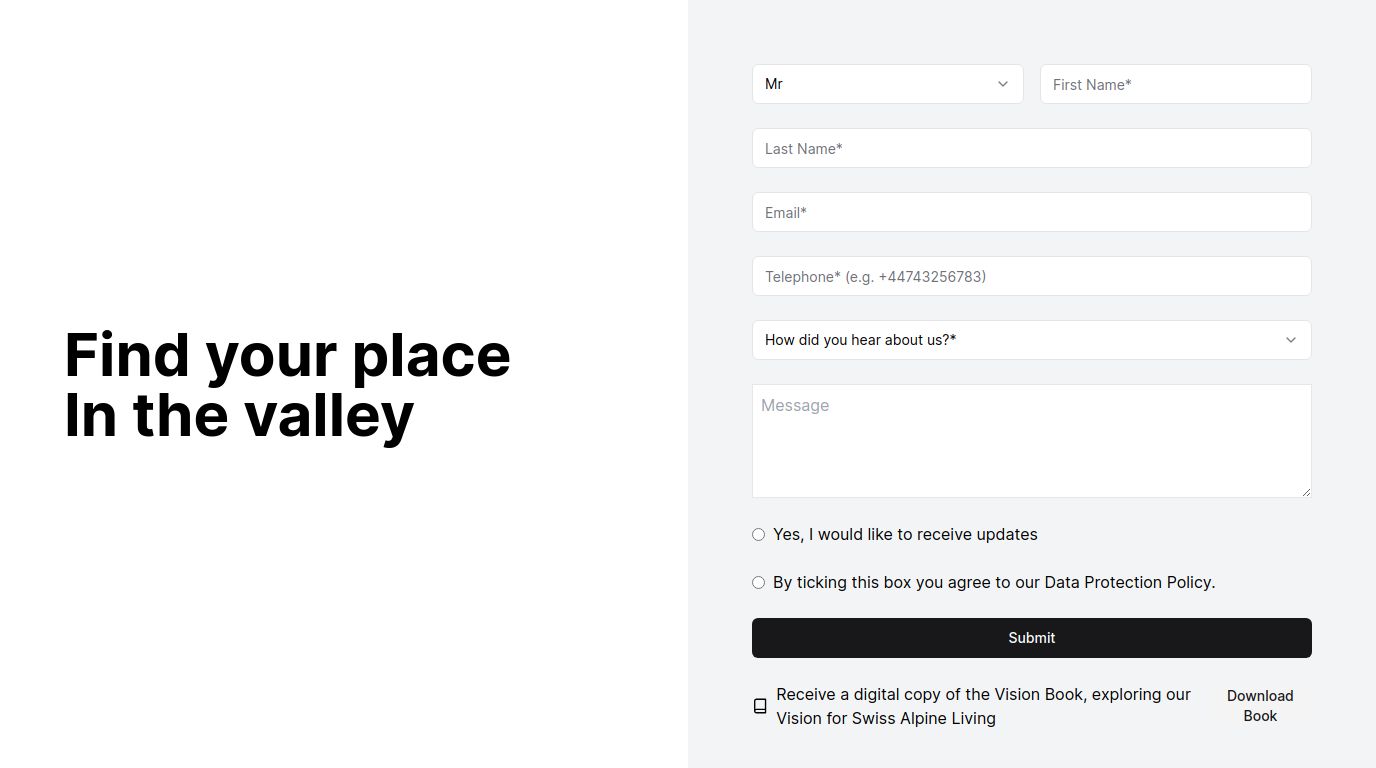 Find your place
In the valley
Mr
First Name*
Last Name*
Email*
Telephone* (e.g. +44743256783)
How did you hear about us?*
Message
Yes, I would like to receive updates
By ticking this box you agree to our Data Protection Policy.
Submit
Receive a digital copy of the Vision Book, exploring our
Vision for Swiss Alpine Living
Download
Book